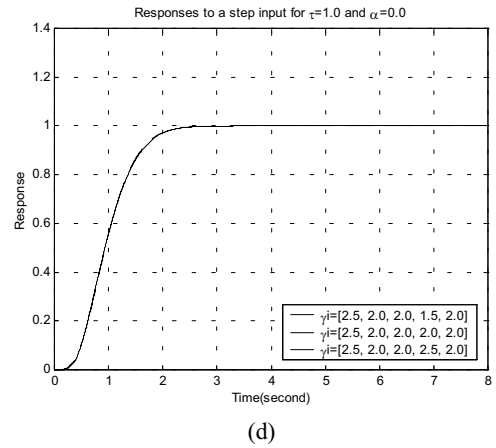 Responses to a step input for τ=1.0 and α=0.0
1.4
1.2
1
0.8
0.6
0.4
0.2
0
Response
γi=[2.5, 2.0, 2.0, 1.5, 2.0]
γi=[2.5, 2.0, 2.0, 2.0, 2.0]
γi=[2.5, 2.0, 2.0, 2.5, 2.0]
0 1 2 3 4 5 6 7 8
Time(second)
(d)